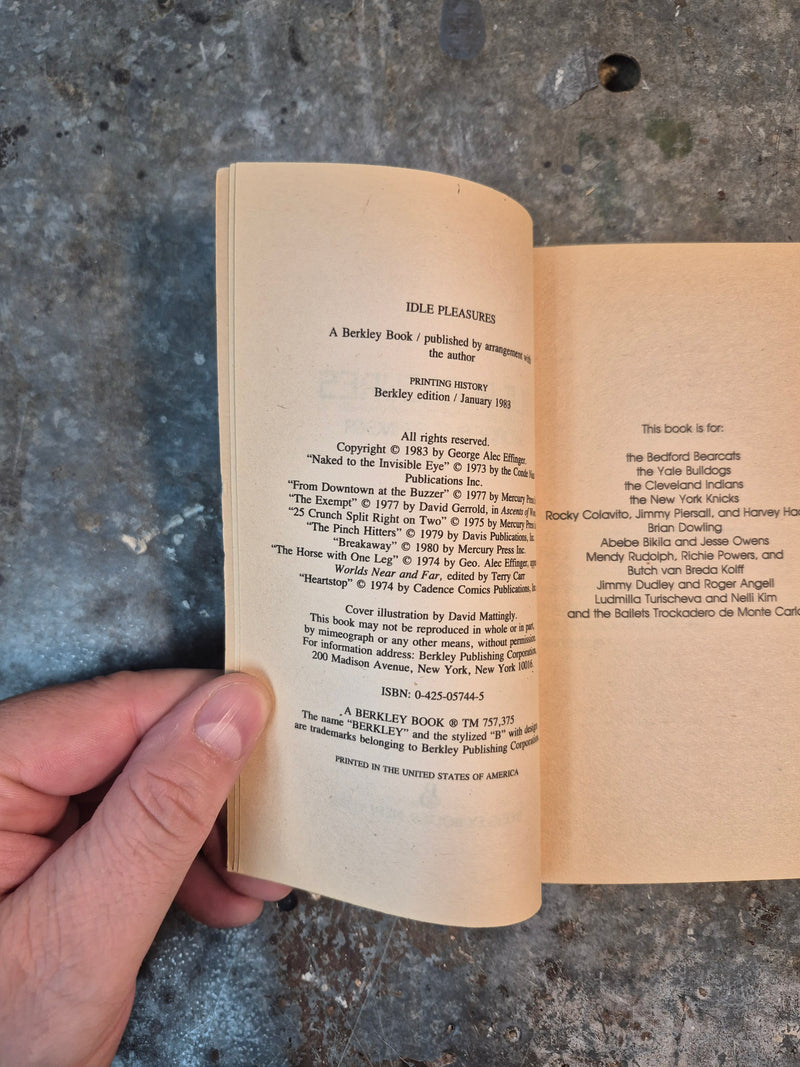 IDLE PLEASURES
A Berkley Book / published by arrangement with
the author
PRINTING HISTORY
Berkley edition / January 1983
All rights reserved.
Copyright © 1983 by George Alec Effinger.
"Naked to the Invisible Eye" © 1973 by the Conde
Publications Inc.
"From Downtown at the Buzzer" © 1977 by Mercury Press
"The Exempt" © 1977 by David Gerrold, in Ascents of
"25 Crunch Split Right on Two" © 1975 by Mercury Press
"The Pinch Hitters" © 1979 by Davis Publications, Inc.
"Breakaway" © 1980 by Mercury Press Inc.
"The Horse with One Leg" © 1974 by Geo. Alec Effinger,
Worlds Near and Far, edited by Terry Carr
"Heartstop" © 1974 by Cadence Comics Publications,
Cover illustration by David Mattingly.
This book may not be reproduced in whole or in part,
by mimeograph or any other means, without permission.
For information address: Berkley Publishing Corporation,
200 Madison Avenue, New York, New York 10016.
ISBN: 0-425-05744-5
A BERKLEY BOOK ® TM 757,375
The name "BERKLEY" and the stylized "B" with design
are trademarks belonging to Berkley Publishing Corporation.
PRINTED IN THE UNITED STATES OF AMERICA
This book is for:
the Bedford Bearcats
the Yale Bulldogs
the Cleveland Indians
the New York Knicks
Rocky Colavito, Jimmy Piersall, and Harvey
Brian Dowling
Abebe Bikila and Jesse Owens
Mendy Rudolph, Richie Powers, and
Butch van Breda Kolff
Jimmy Dudley and Roger Angell
Ludmilla Turischeva and Nelli Kim
and the Ballets Trockadero de Monte Carlo